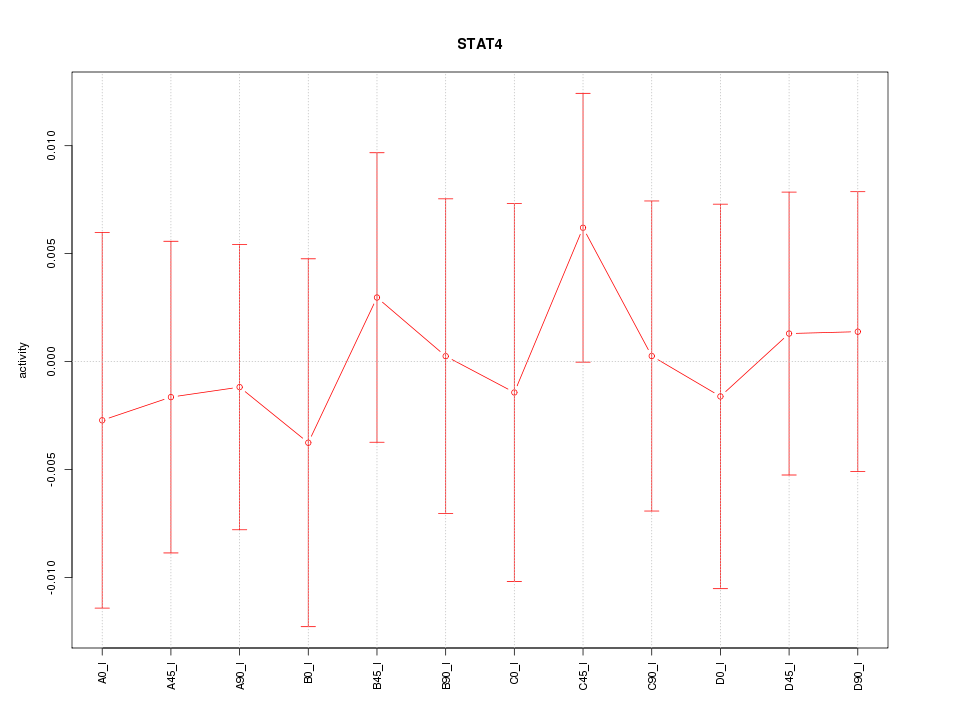 STAT4
activity
0.010
0.005
0.000
-0.005
-0.010
A0_I
A45_I
A90_I
B0_I
B45_I
B90_I
C0_I
C45_I
C90_I
D0_I
D45_I
D90_I